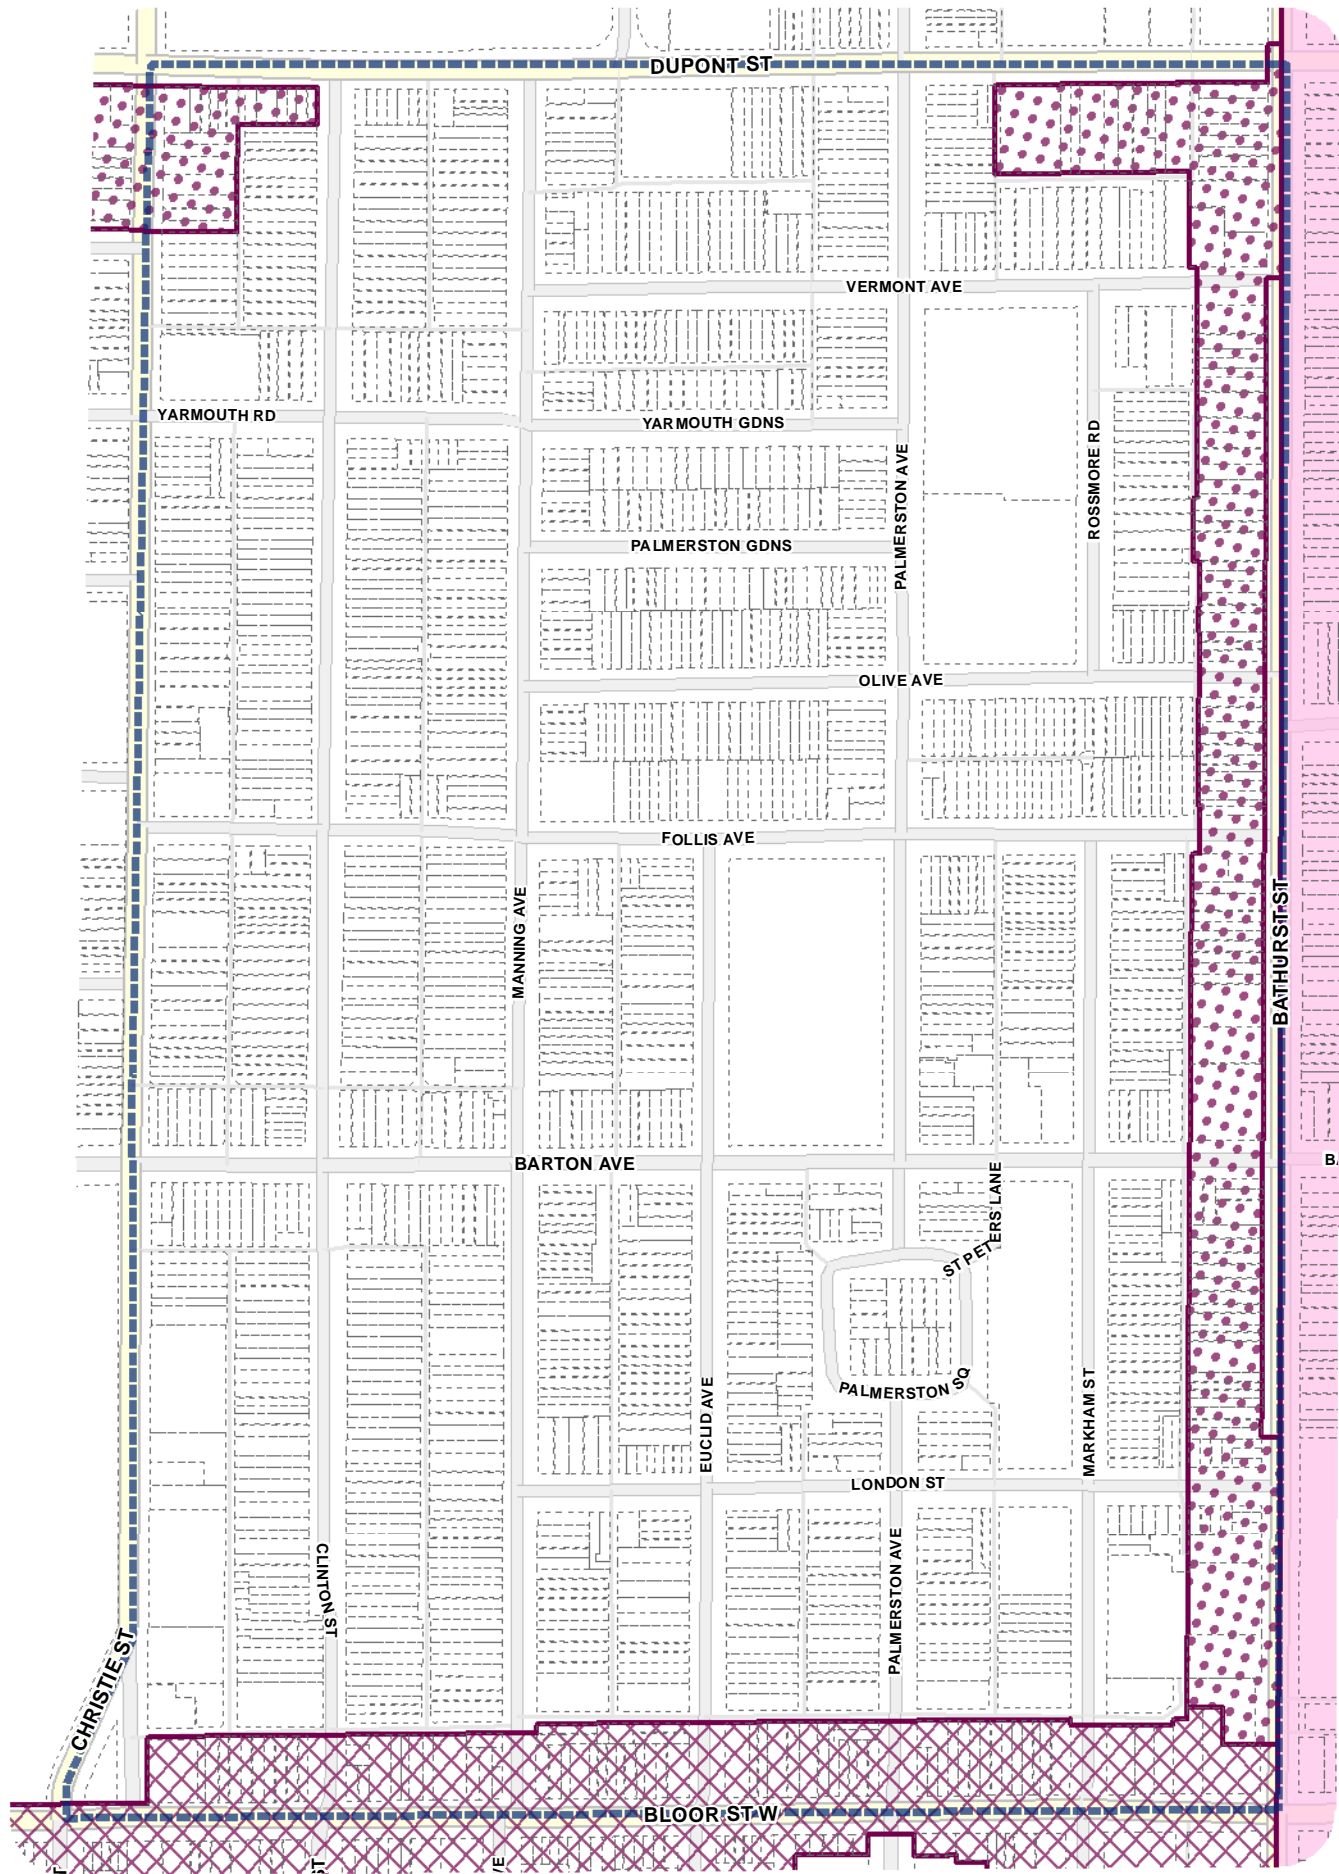 DUPONT ST
VERMONT AVE
YARMOUTH RD
YARMOUTH GDNS
PALMERSTON AVE
ROSSMORE RD
PALMERSTON GDNS
OLIVE AVE
FOLLIS AVE
MANNING AVE
BATHURST ST
BARTON AVE
BA
ST PETERS LANE
PALMERSTON SQ
EUCLID AVE
MARKHAM ST
LONDON ST
CLINTON ST
PALMERSTON AVE
CHRISTIE ST
BLOOR ST W
ST
VE